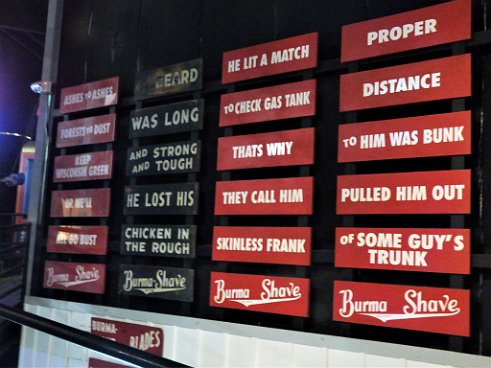 ASHES TO ASHES
FORESTS TO DUST
KEEP
WISCONSIN GREEN
OR WE'LL
ALL GO BUST
Burma-Shave
BEARD
WAS LONG
AND STRONG
AND TOUGH
HE LOST HIS
CHICKEN IN
THE ROUGH
Burma-Shave
HE LIT A MATCH
TO CHECK GAS TANK
THATS WHY
THEY CALL HIM
SKINLESS FRANK
Burma Shave
PROPER
DISTANCE
TO HIM WAS BUNK
PULLED HIM OUT
OF SOME GUY'S
TRUNK
Burma Shave
BURMA-
BLADES